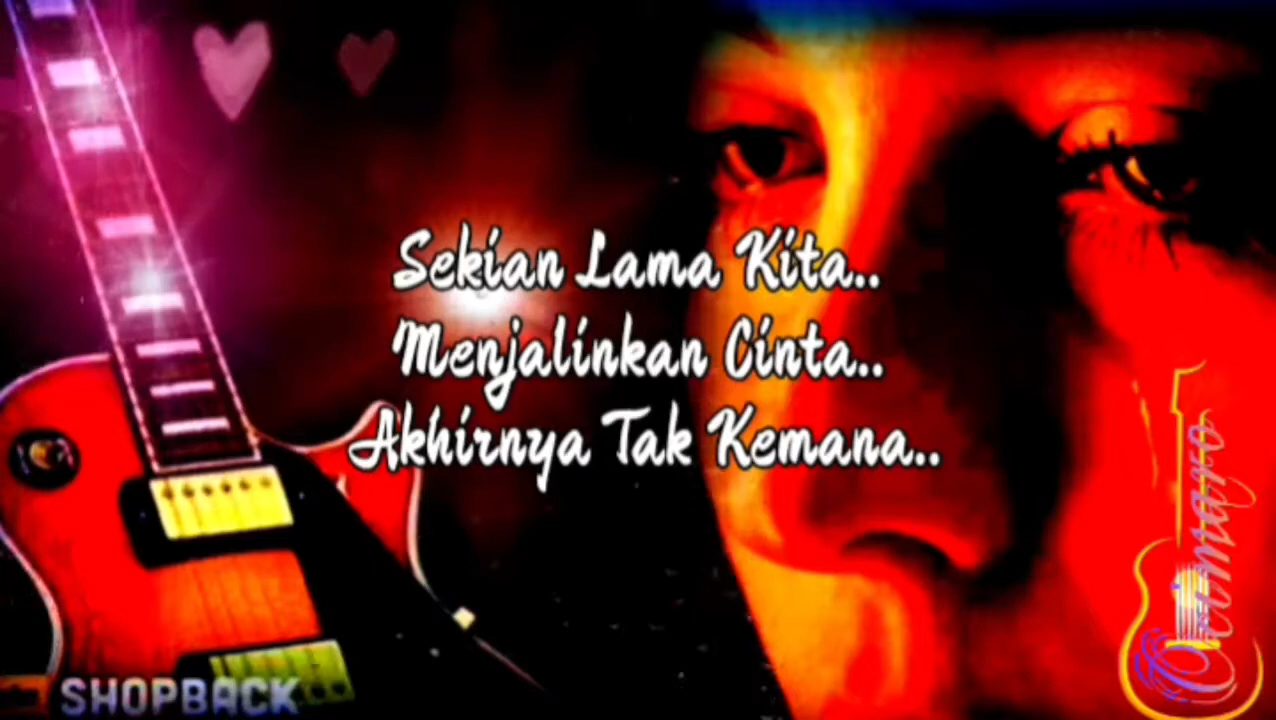 Sekian Lama Kita..
Menjalinkan Cinta..
Akhirnya Tak Kemana..
SHOPBACK